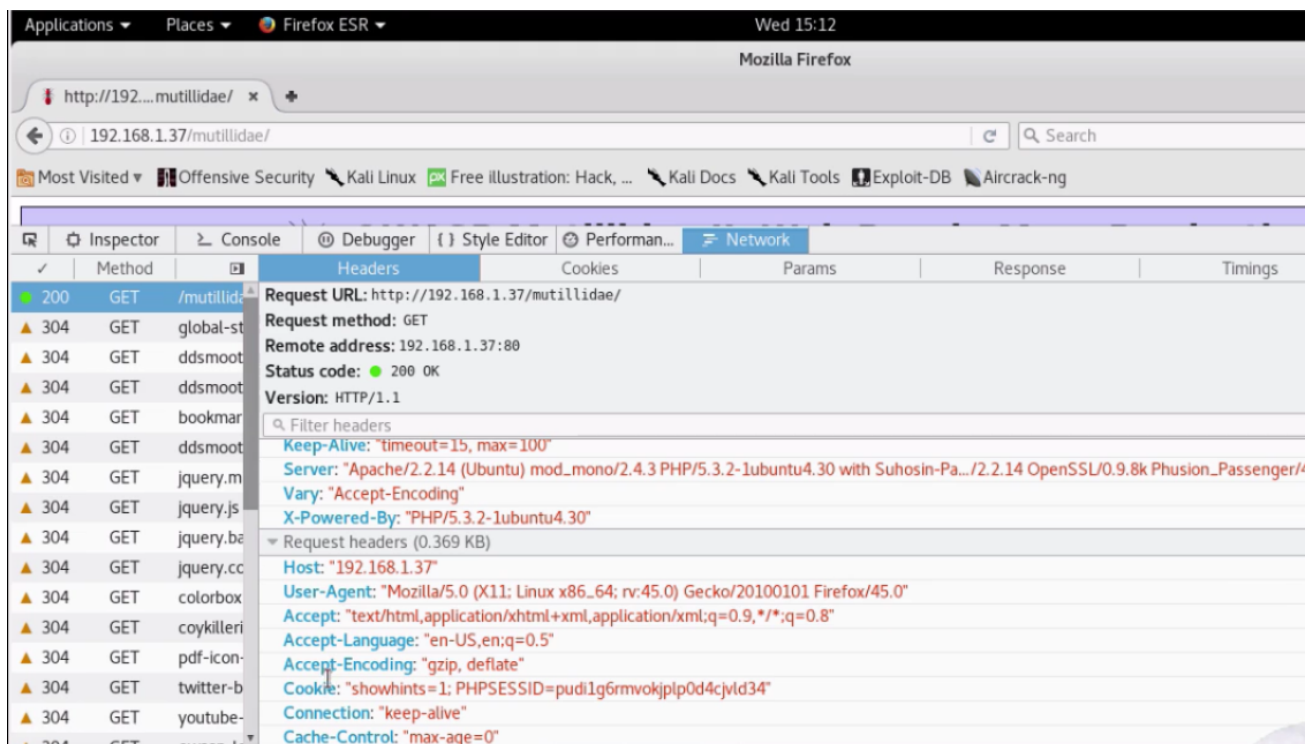 Applications Places Firefox ESR Wed 15:12
Mozilla Firefox
http://192....mutillidae/
192.168.1.37/mutillidae/ Search
Most Visited Offensive Security Kali Linux Free illustration: Hack, ... Kali Docs Kali Tools Exploit-DB Aircrack-ng
Inspector Console Debugger { } Style Editor Performan... Network
✓ Method Headers Cookies Params Response Timings
200 GET /mutillida
304 GET global-st
304 GET ddsmoot
304 GET ddsmoot
304 GET bookmar
304 GET ddsmoot
304 GET jquery.m
304 GET jquery.js
304 GET jquery.ba
304 GET jquery.cc
304 GET colorbox
304 GET coykilleri
304 GET pdf-icon-
304 GET twitter-b
304 GET youtube-
Request URL: http://192.168.1.37/mutillidae/
Request method: GET
Remote address: 192.168.1.37:80
Status code: 200 OK
Version: HTTP/1.1
Filter headers
Keep-Alive: "timeout=15, max=100"
Server: "Apache/2.2.14 (Ubuntu) mod_mono/2.4.3 PHP/5.3.2-1ubuntu4.30 with Suhosin-Pa.../2.2.14 OpenSSL/0.9.8k Phusion_Passenger/4
Vary: "Accept-Encoding"
X-Powered-By: "PHP/5.3.2-1ubuntu4.30"
Request headers (0.369 KB)
Host: "192.168.1.37"
User-Agent: "Mozilla/5.0 (X11; Linux x86_64; rv:45.0) Gecko/20100101 Firefox/45.0"
Accept: "text/html,application/xhtml+xml,application/xml;q=0.9,*/*;q=0.8"
Accept-Language: "en-US,en;q=0.5"
Accept-Encoding: "gzip, deflate"
Cookie: "showhints=1; PHPSESSID=pudi1g6rmvokjplp0d4cjvld34"
Connection: "keep-alive"
Cache-Control: "max-age=0"